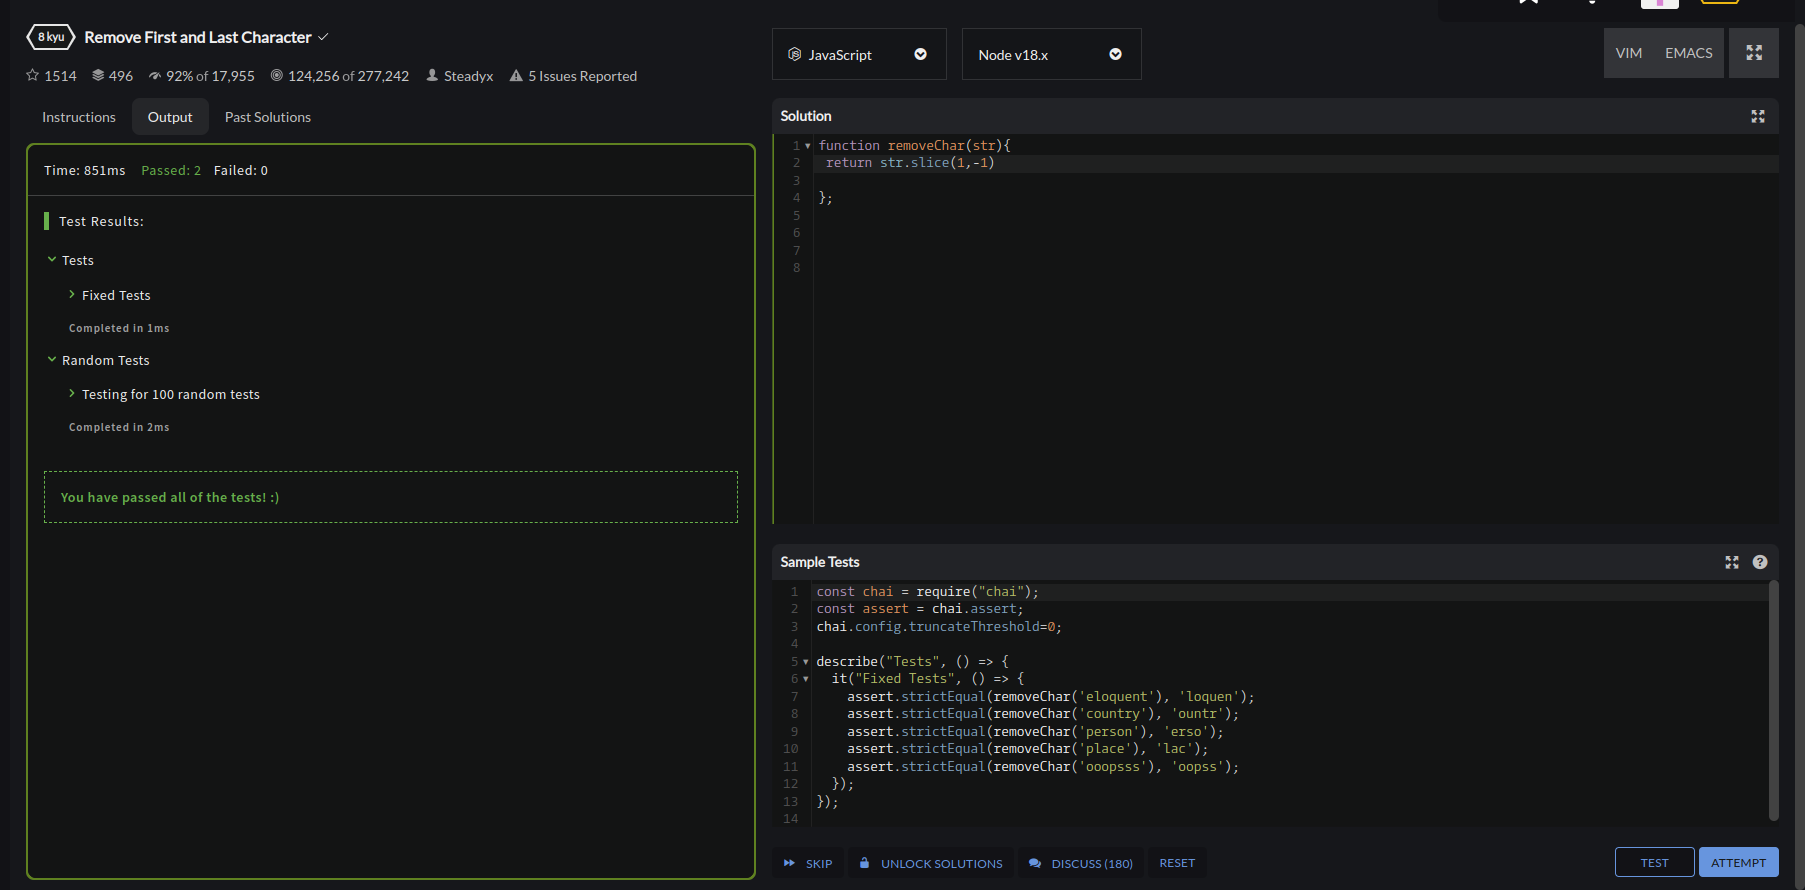 8 kyu Remove First and Last Character
1514 496 92% of 17,955 124,256 of 277,242 Steadyx 5 Issues Reported
Instructions Output Past Solutions
Time: 851ms Passed: 2 Failed: 0
Test Results:
Tests
Fixed Tests
Completed in 1ms
Random Tests
Testing for 100 random tests
Completed in 2ms
You have passed all of the tests! :)
JavaScript Node v18.x VIM EMACS
Solution
1 function removeChar(str){
2 return str.slice(1,-1)
3
4 };
5
6
7
8
Sample Tests
1 const chai = require("chai");
2 const assert = chai.assert;
3 chai.config.truncateThreshold=0;
4
5 describe("Tests", () => {
6 it("Fixed Tests", () => {
7 assert.strictEqual(removeChar('eloquent'), 'loquen');
8 assert.strictEqual(removeChar('country'), 'ountr');
9 assert.strictEqual(removeChar('person'), 'erso');
10 assert.strictEqual(removeChar('place'), 'lac');
11 assert.strictEqual(removeChar('ooopsss'), 'oopss');
12 });
13 });
14
SKIP UNLOCK SOLUTIONS DISCUSS (180) RESET TEST ATTEMPT